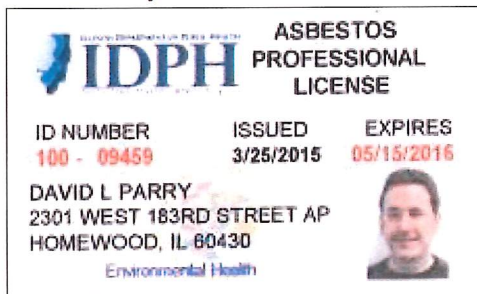 IDPH
ASBESTOS
PROFESSIONAL
LICENSE
ID NUMBER ISSUED EXPIRES
100 - 09459 3/25/2015 05/15/2016
DAVID L PARRY
2301 WEST 183RD STREET AP
HOMEWOOD, IL 60430
Environmental Health